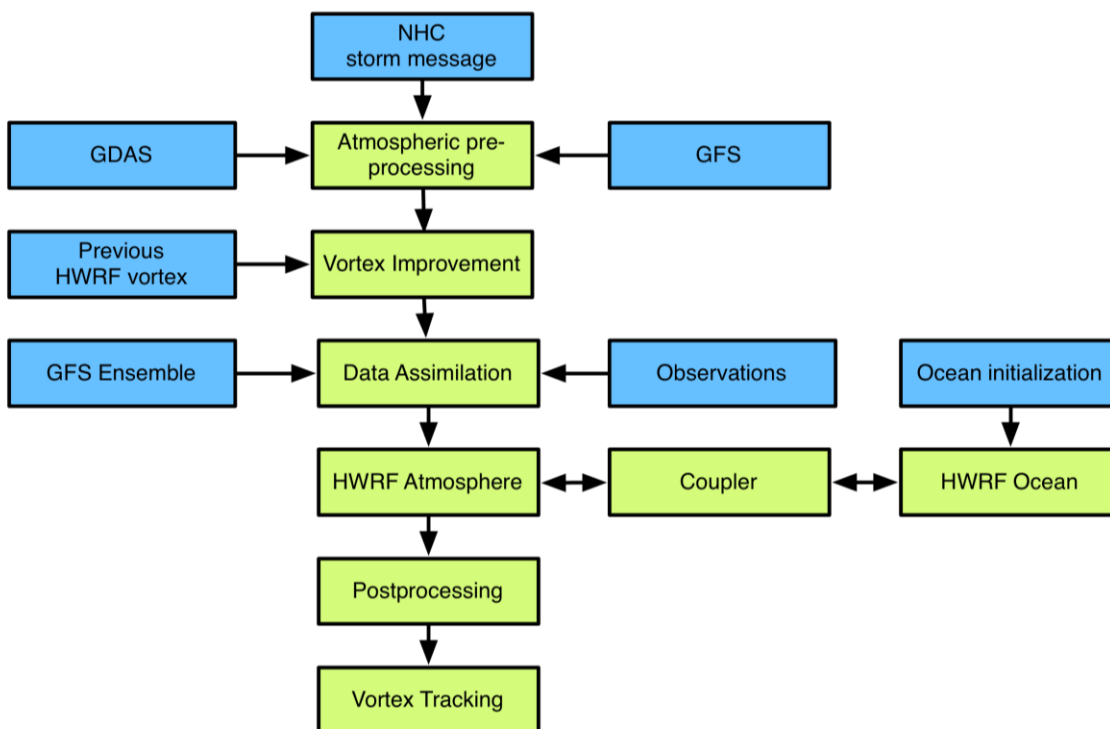 NHC
storm message
GDAS
Atmospheric pre-
processing
GFS
Previous
HWRF vortex
Vortex Improvement
GFS Ensemble
Data Assimilation
Observations
Ocean initialization
HWRF Atmosphere
Coupler
HWRF Ocean
Postprocessing
Vortex Tracking